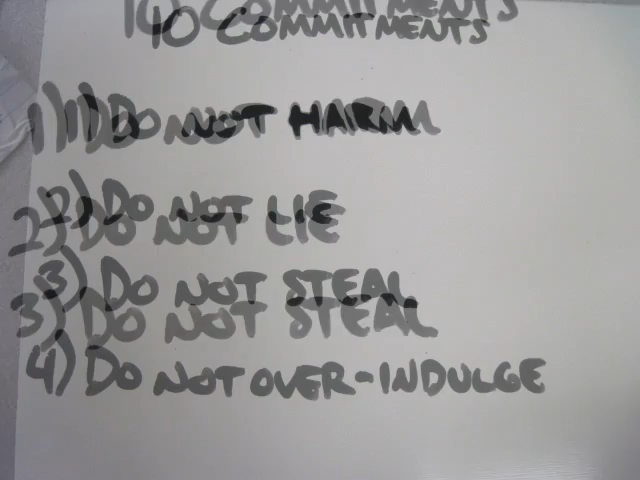 10 COMMITMENTS
1) DO NOT HARM
2) DO NOT LIE
3) DO NOT STEAL
4) DO NOT OVER-INDULGE